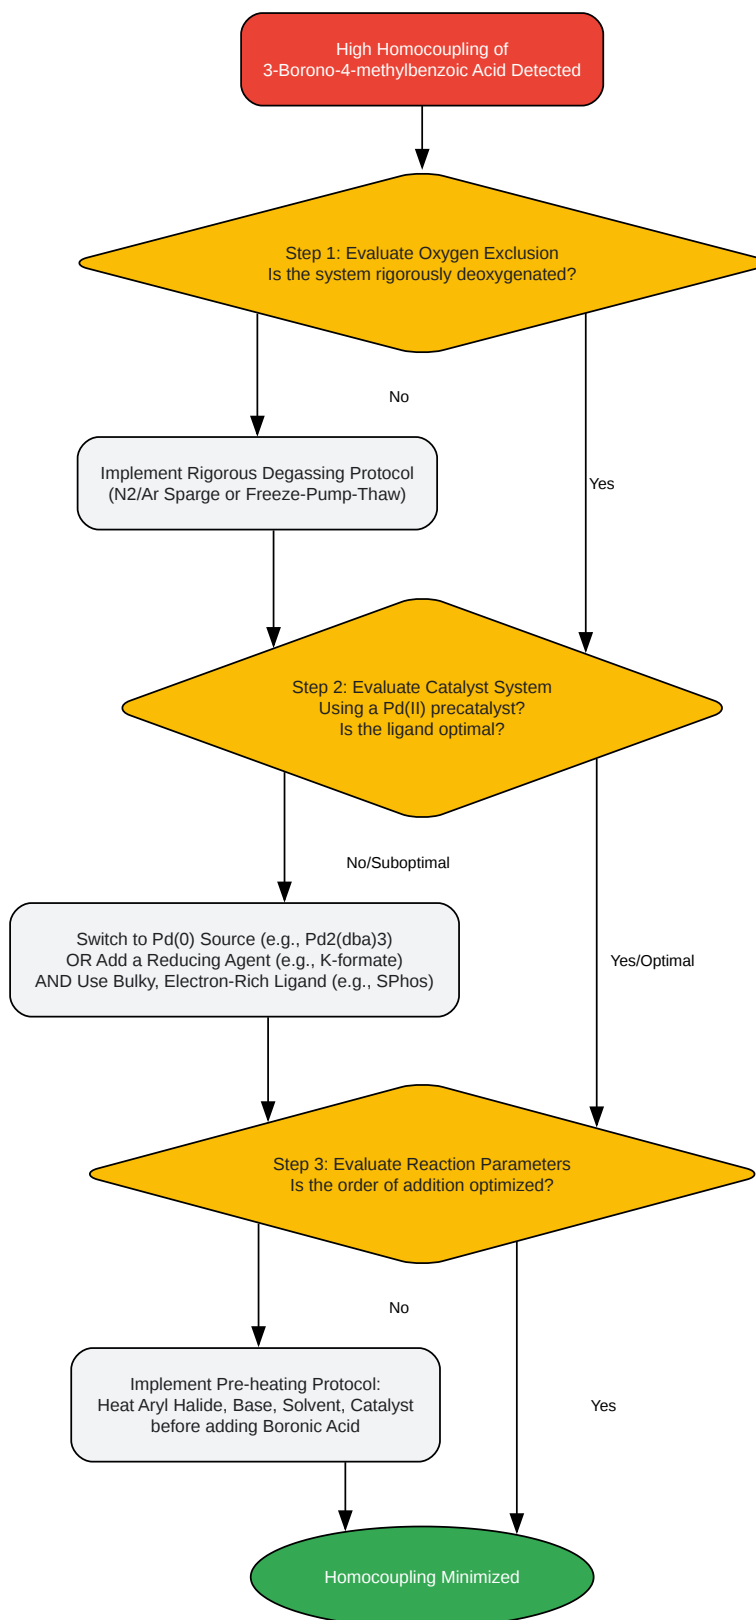 High Homocoupling of
3-Borono-4-methylbenzoic Acid Detected
Step 1: Evaluate Oxygen Exclusion
Is the system rigorously deoxygenated?
No
Implement Rigorous Degassing Protocol
(N2/Ar Sparge or Freeze-Pump-Thaw)
Yes
Step 2: Evaluate Catalyst System
Using a Pd(II) precatalyst?
Is the ligand optimal?
No/Suboptimal
Switch to Pd(0) Source (e.g., Pd2(dba)3)
OR Add a Reducing Agent (e.g., K-formate)
AND Use Bulky, Electron-Rich Ligand (e.g., SPhos)
Yes/Optimal
Step 3: Evaluate Reaction Parameters
Is the order of addition optimized?
No
Implement Pre-heating Protocol:
Heat Aryl Halide, Base, Solvent, Catalyst
before adding Boronic Acid
Yes
Homocoupling Minimized